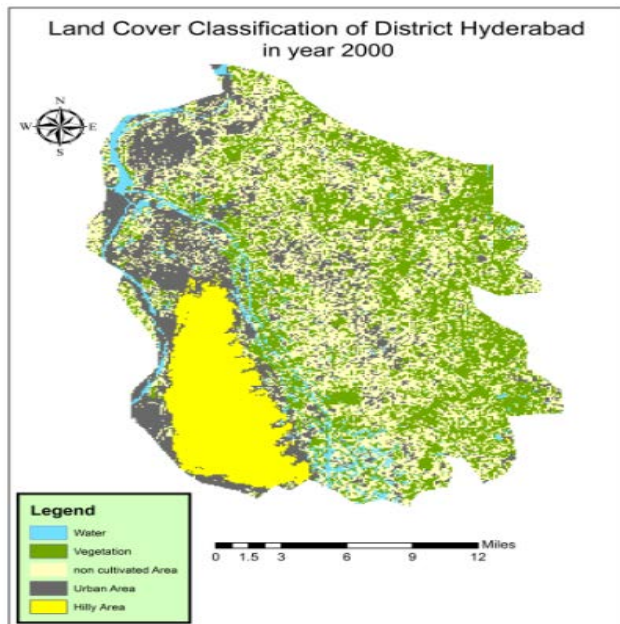 Land Cover Classification of District Hyderabad
in year 2000
N
W E
S
Legend
Water
Vegetation
non cultivated Area
Urban Area
Hilly Area
Miles
0 1.5 3 6 9 12